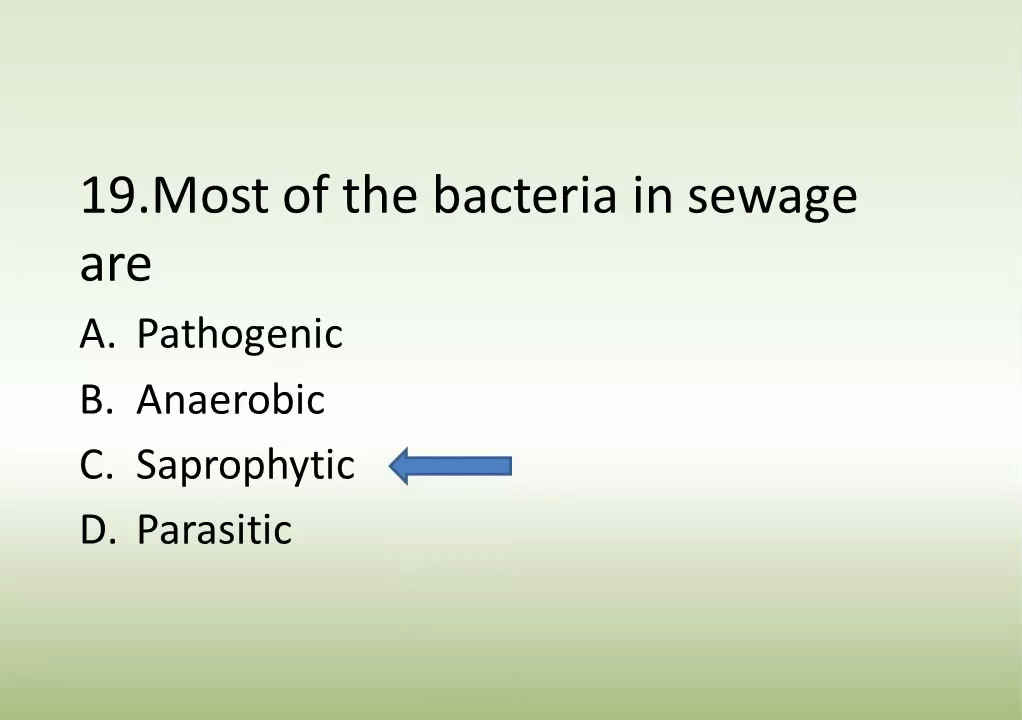 19.Most of the bacteria in sewage
are
A. Pathogenic
B. Anaerobic
C. Saprophytic
D. Parasitic